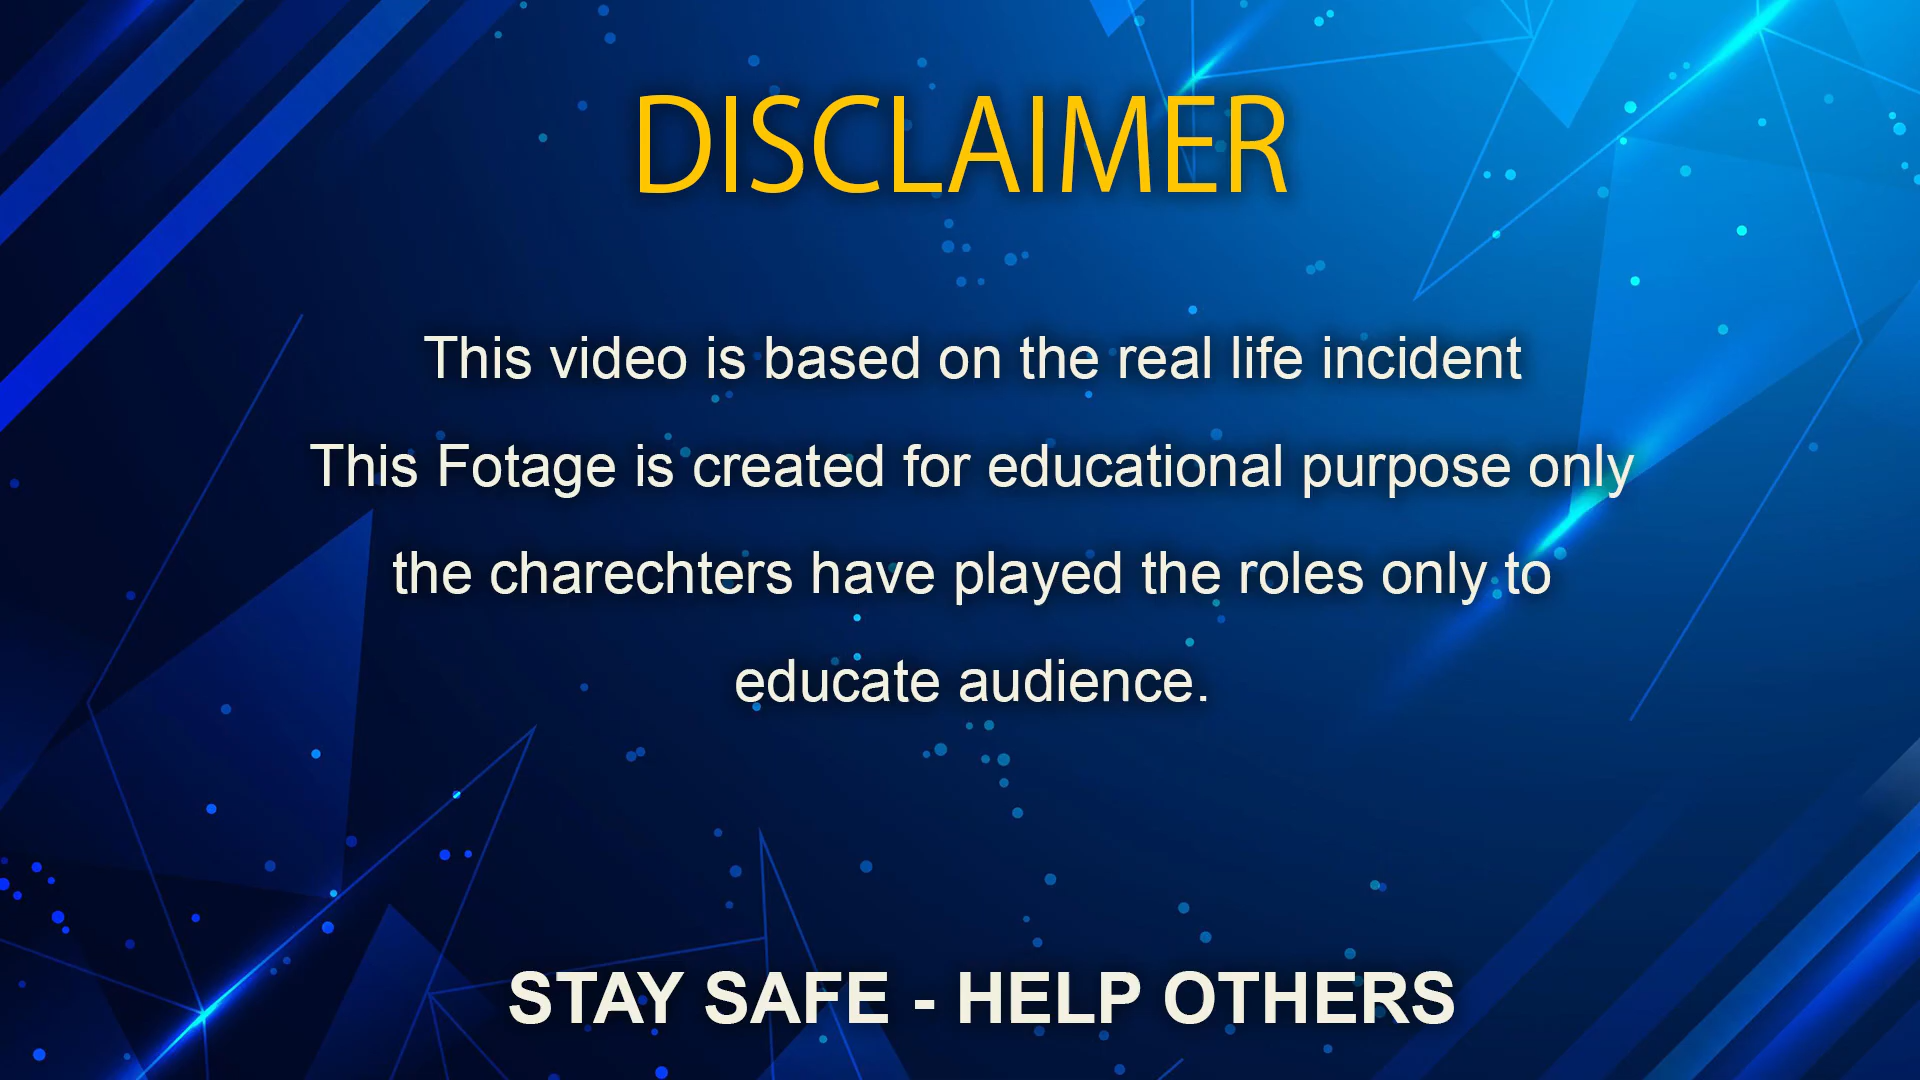 DISCLAIMER
This video is based on the real life incident
This Fotage is created for educational purpose only
the charechters have played the roles only to
educate audience.
STAY SAFE - HELP OTHERS